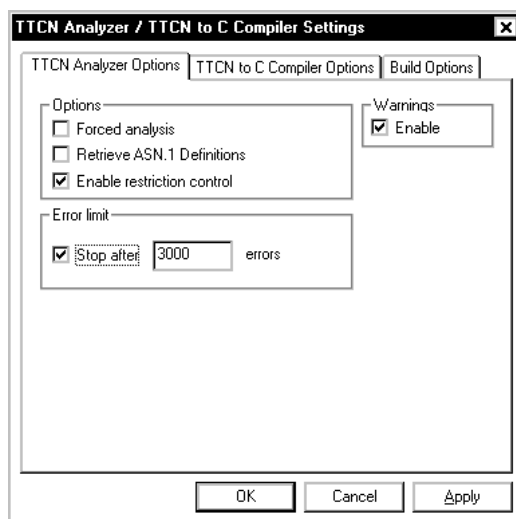 TTCN Analyzer / TTCN to C Compiler Settings
TTCN Analyzer Options TTCN to C Compiler Options Build Options
Options
Forced analysis
Retrieve ASN.1 Definitions
Enable restriction control
Warnings
Enable
Error limit
Stop after 3000 errors
OK Cancel Apply